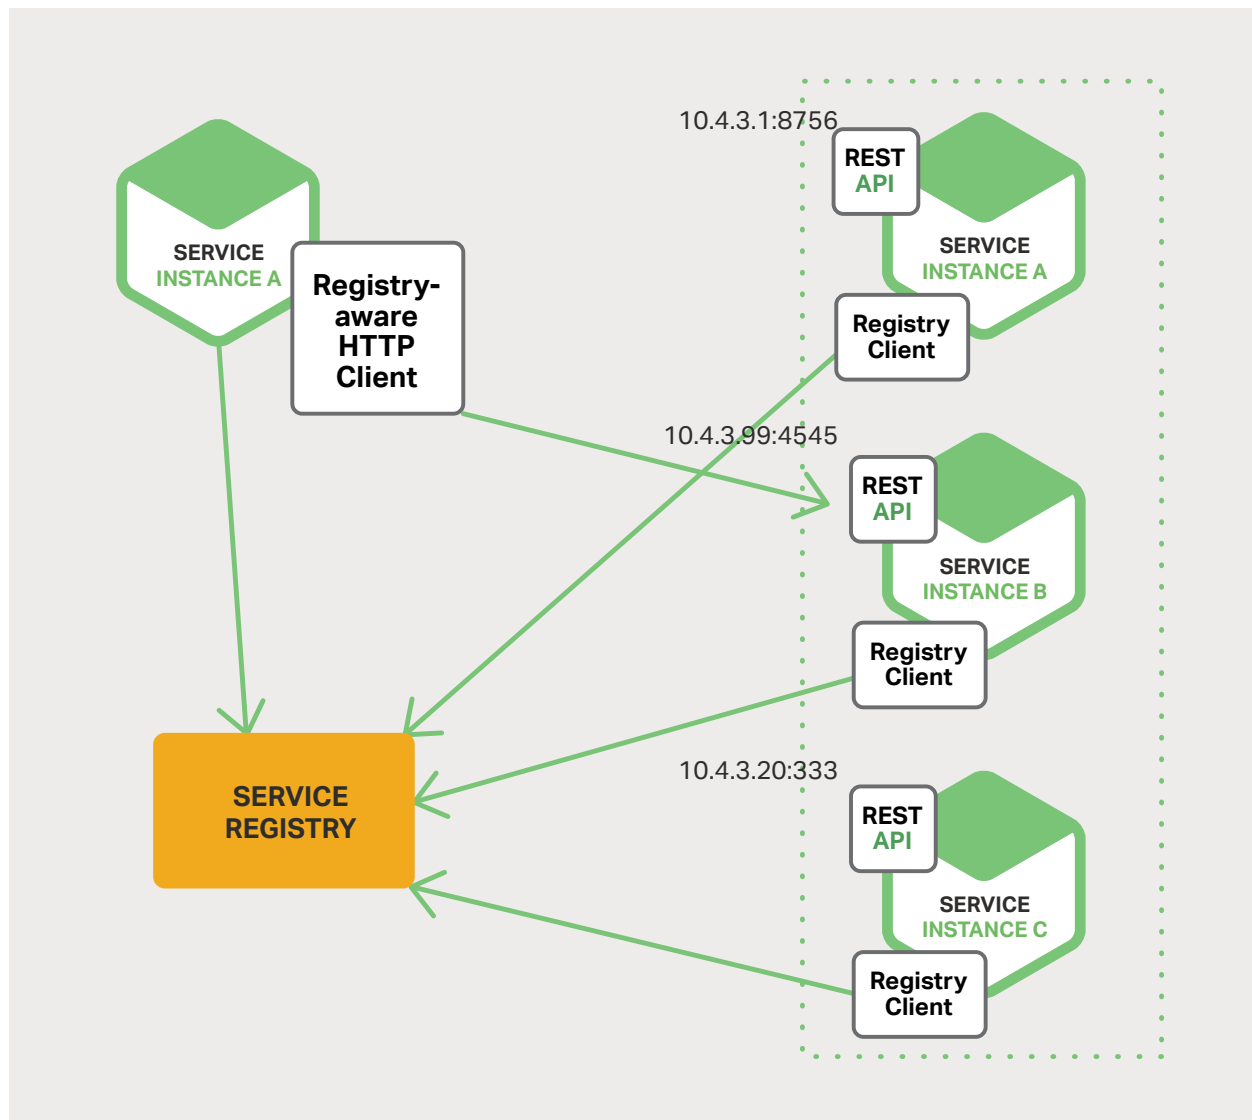 SERVICE
INSTANCE A
Registry-
aware
HTTP
Client
10.4.3.1:8756
REST
API
SERVICE
INSTANCE A
Registry
Client
10.4.3.99:4545
REST
API
SERVICE
INSTANCE B
Registry
Client
10.4.3.20:333
REST
API
SERVICE
INSTANCE C
Registry
Client
SERVICE
REGISTRY